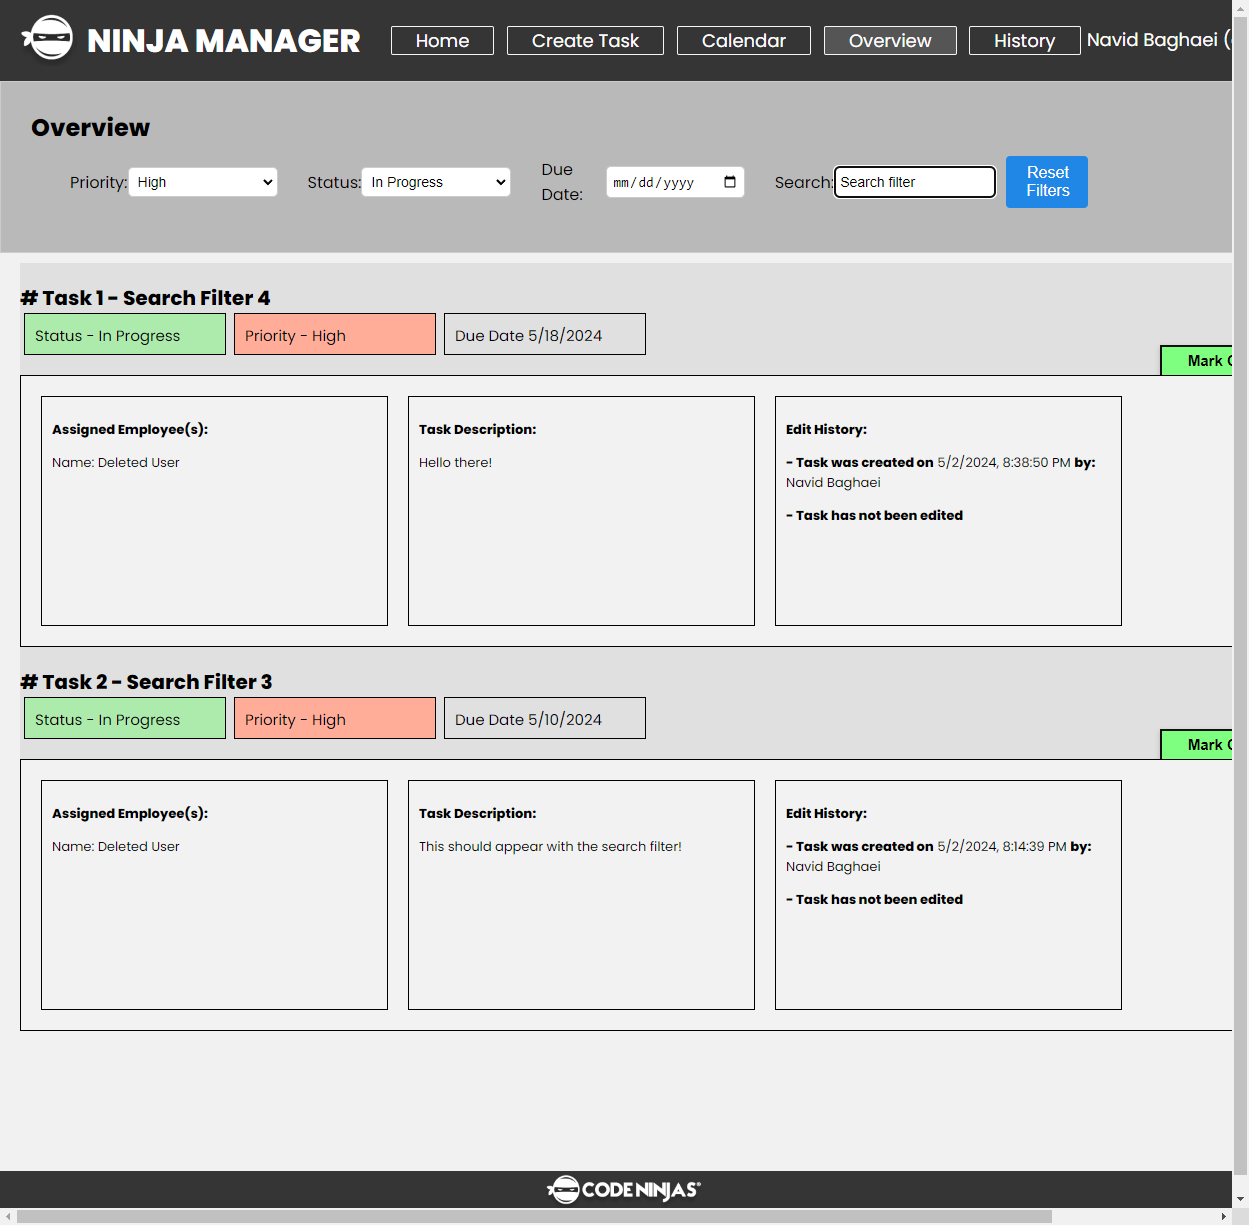 NINJA MANAGER
Home
Create Task
Calendar
Overview
History
Navid Baghaei (
Overview
Priority: High
Status: In Progress
Due Date: mm/dd/yyyy
Search: Search filter
Reset Filters
# Task 1 - Search Filter 4
Status - In Progress
Priority - High
Due Date 5/18/2024
Mark
Assigned Employee(s):
Name: Deleted User
Task Description:
Hello there!
Edit History:
- Task was created on 5/2/2024, 8:38:50 PM by:
Navid Baghaei
- Task has not been edited
# Task 2 - Search Filter 3
Status - In Progress
Priority - High
Due Date 5/10/2024
Mark
Assigned Employee(s):
Name: Deleted User
Task Description:
This should appear with the search filter!
Edit History:
- Task was created on 5/2/2024, 8:14:39 PM by:
Navid Baghaei
- Task has not been edited
CODE NINJAS